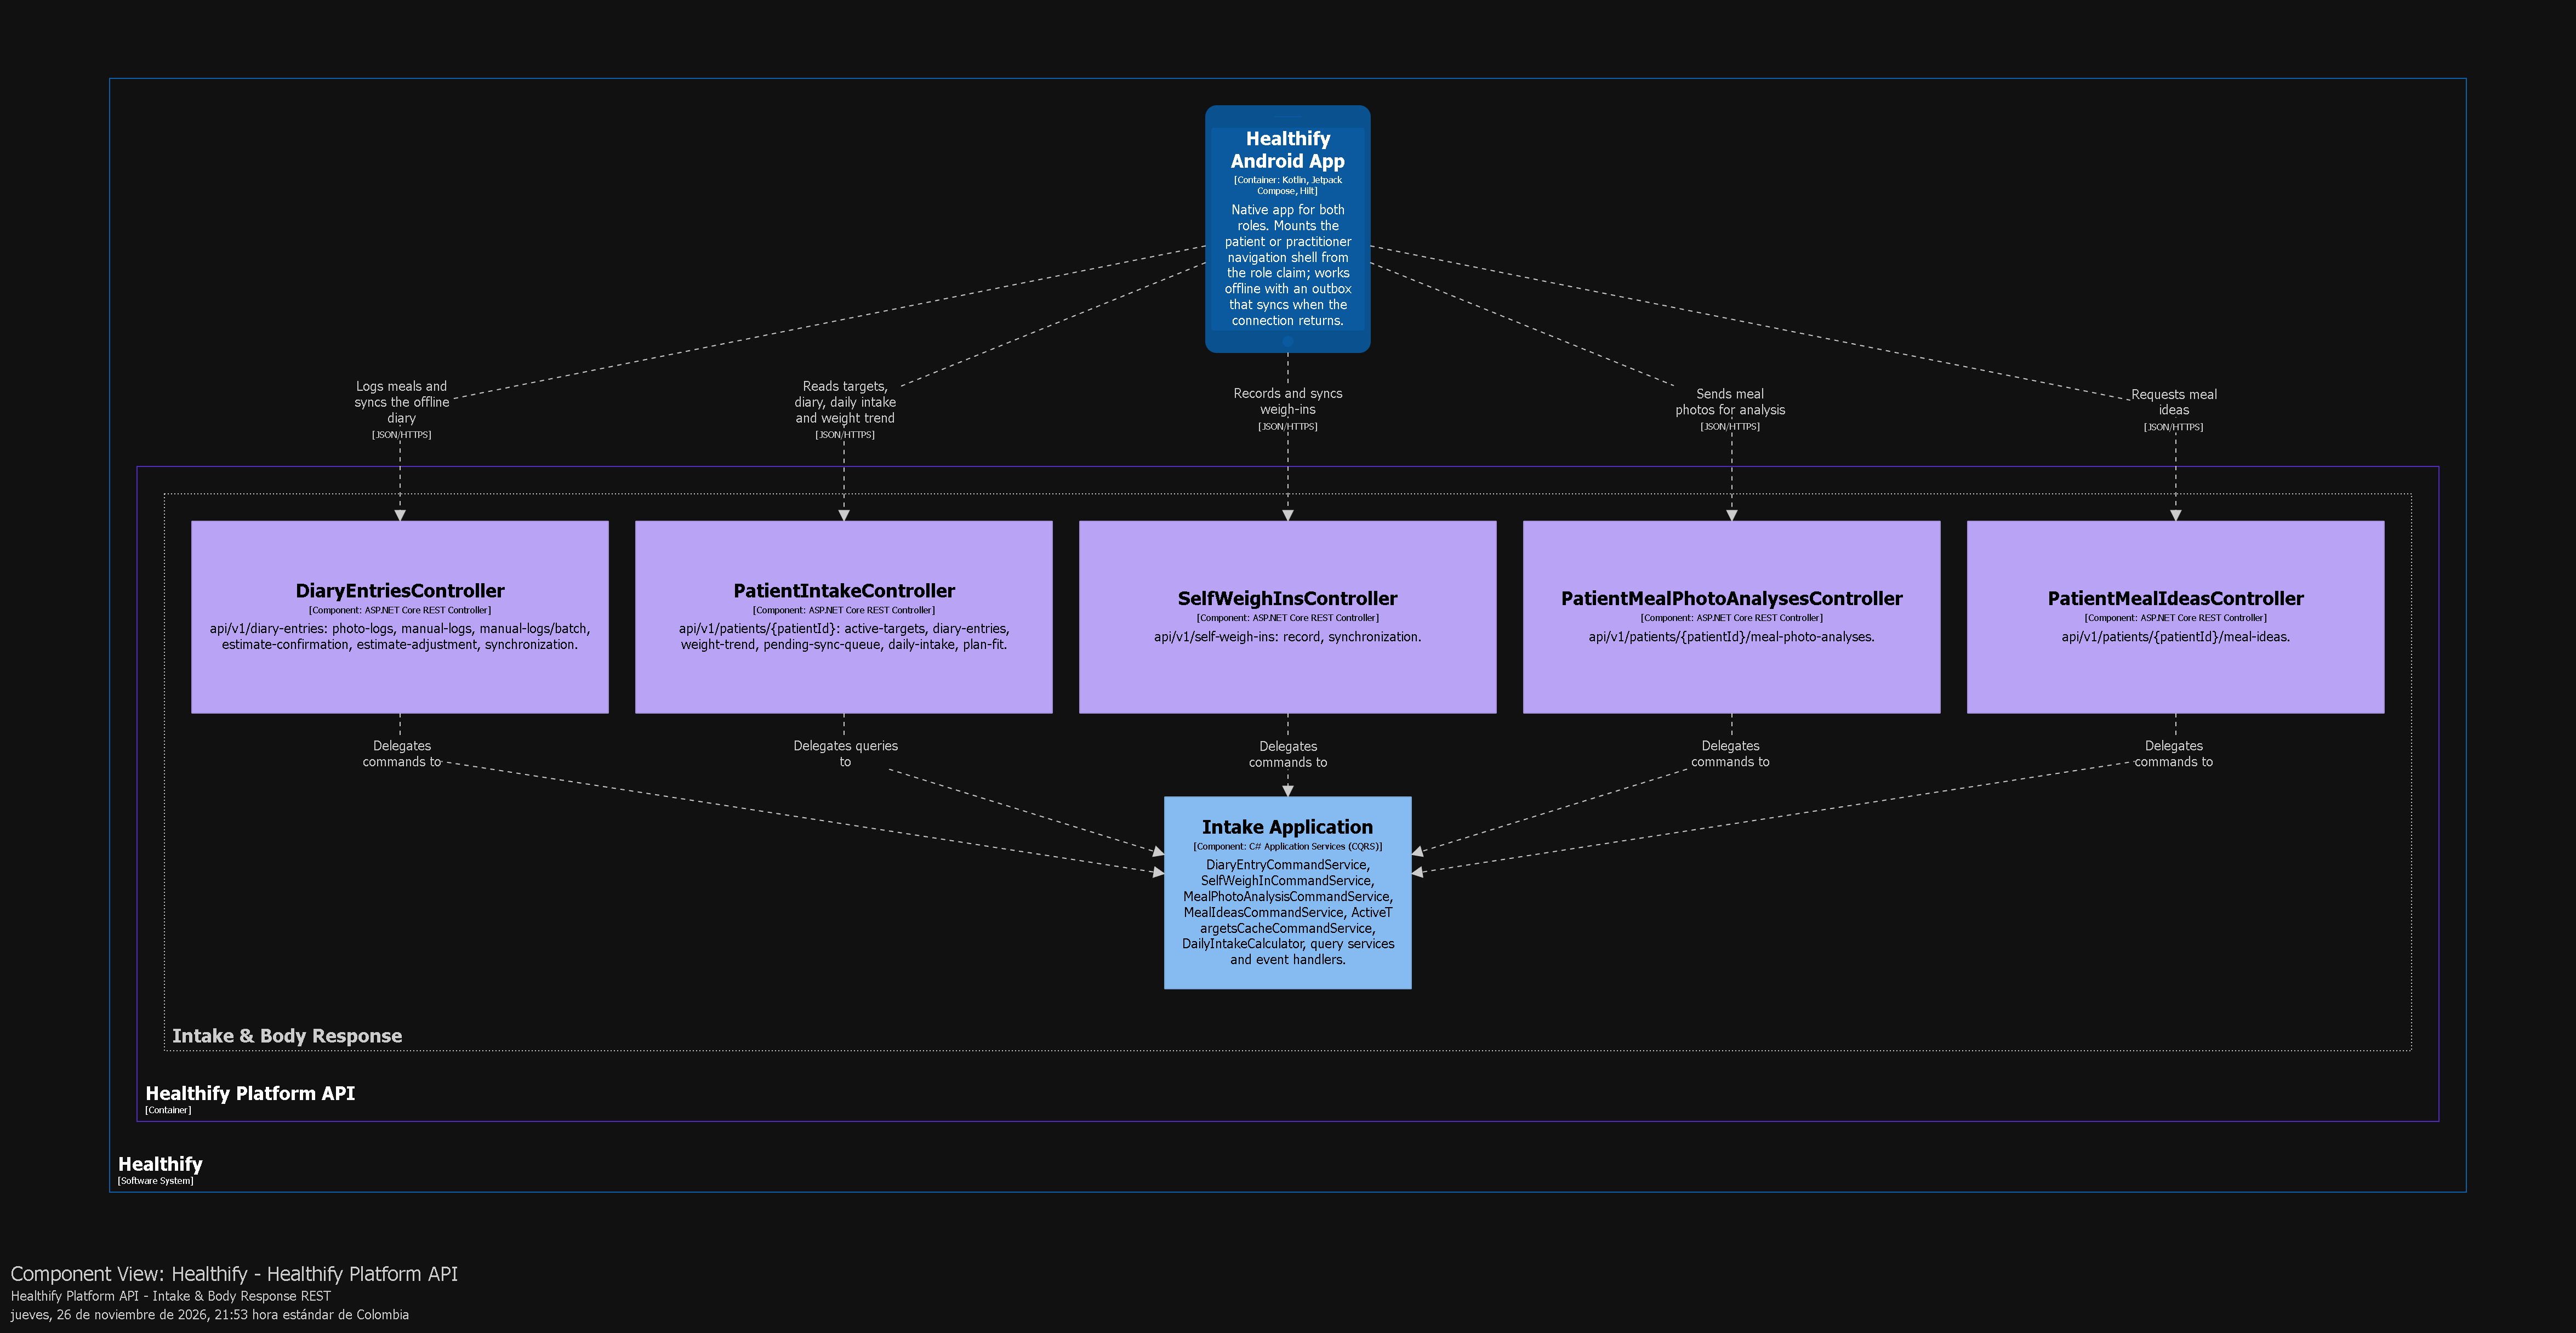 Healthify
Android App
[Container: Kotlin, Jetpack
Compose, Hilt]
Native app for both
roles. Mounts the
patient or practitioner
navigation shell from
the role claim; works
offline with an outbox
that syncs when the
connection returns.
Logs meals and
syncs the offline
diary
[JSON/HTTPS]
Reads targets,
diary, daily intake
and weight trend
[JSON/HTTPS]
Records and syncs
weigh-ins
[JSON/HTTPS]
Sends meal
photos for analysis
[JSON/HTTPS]
Requests meal
ideas
[JSON/HTTPS]
DiaryEntriesController
[Component: ASP.NET Core REST Controller]
api/v1/diary-entries: photo-logs, manual-logs, manual-logs/batch,
estimate-confirmation, estimate-adjustment, synchronization.
PatientIntakeController
[Component: ASP.NET Core REST Controller]
api/v1/patients/{patientId}: active-targets, diary-entries,
weight-trend, pending-sync-queue, daily-intake, plan-fit.
SelfWeighInsController
[Component: ASP.NET Core REST Controller]
api/v1/self-weigh-ins: record, synchronization.
PatientMealPhotoAnalysesController
[Component: ASP.NET Core REST Controller]
api/v1/patients/{patientId}/meal-photo-analyses.
PatientMealIdeasController
[Component: ASP.NET Core REST Controller]
api/v1/patients/{patientId}/meal-ideas.
Delegates
commands to
Delegates queries
to
Delegates
commands to
Delegates
commands to
Delegates
commands to
Intake Application
[Component: C# Application Services (CQRS)]
DiaryEntryCommandService,
SelfWeighInCommandService,
MealPhotoAnalysisCommandService,
MealIdeasCommandService, ActiveT
argetsCacheCommandService,
DailyIntakeCalculator, query services
and event handlers.
Intake & Body Response
Healthify Platform API
[Container]
Healthify
[Software System]
Component View: Healthify - Healthify Platform API
Healthify Platform API - Intake & Body Response REST
jueves, 26 de noviembre de 2026, 21:53 hora estándar de Colombia